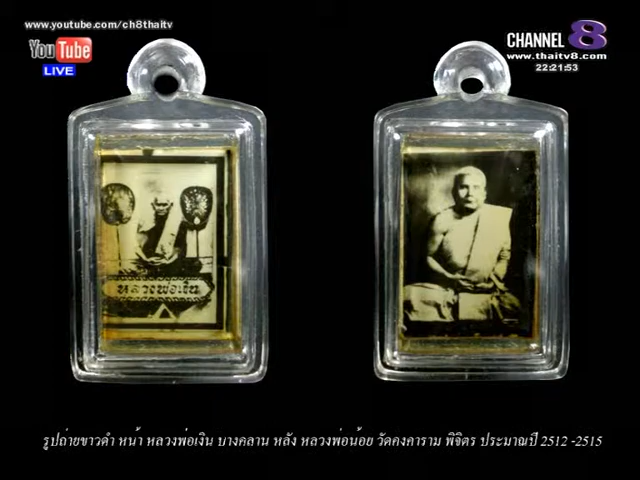 www.youtube.com/ch8thaitv
YouTube
LIVE
CHANNEL 8
www.thaitv8.com
22:21:53
หลวงพ่อเงิน
รูปถ่ายขาวดำ หน้า หลวงพ่อเงิน บางคลาน หลัง หลวงพ่อน้อย วัดคงคาราม พิจิตร ประมาณปี 2512 -2515